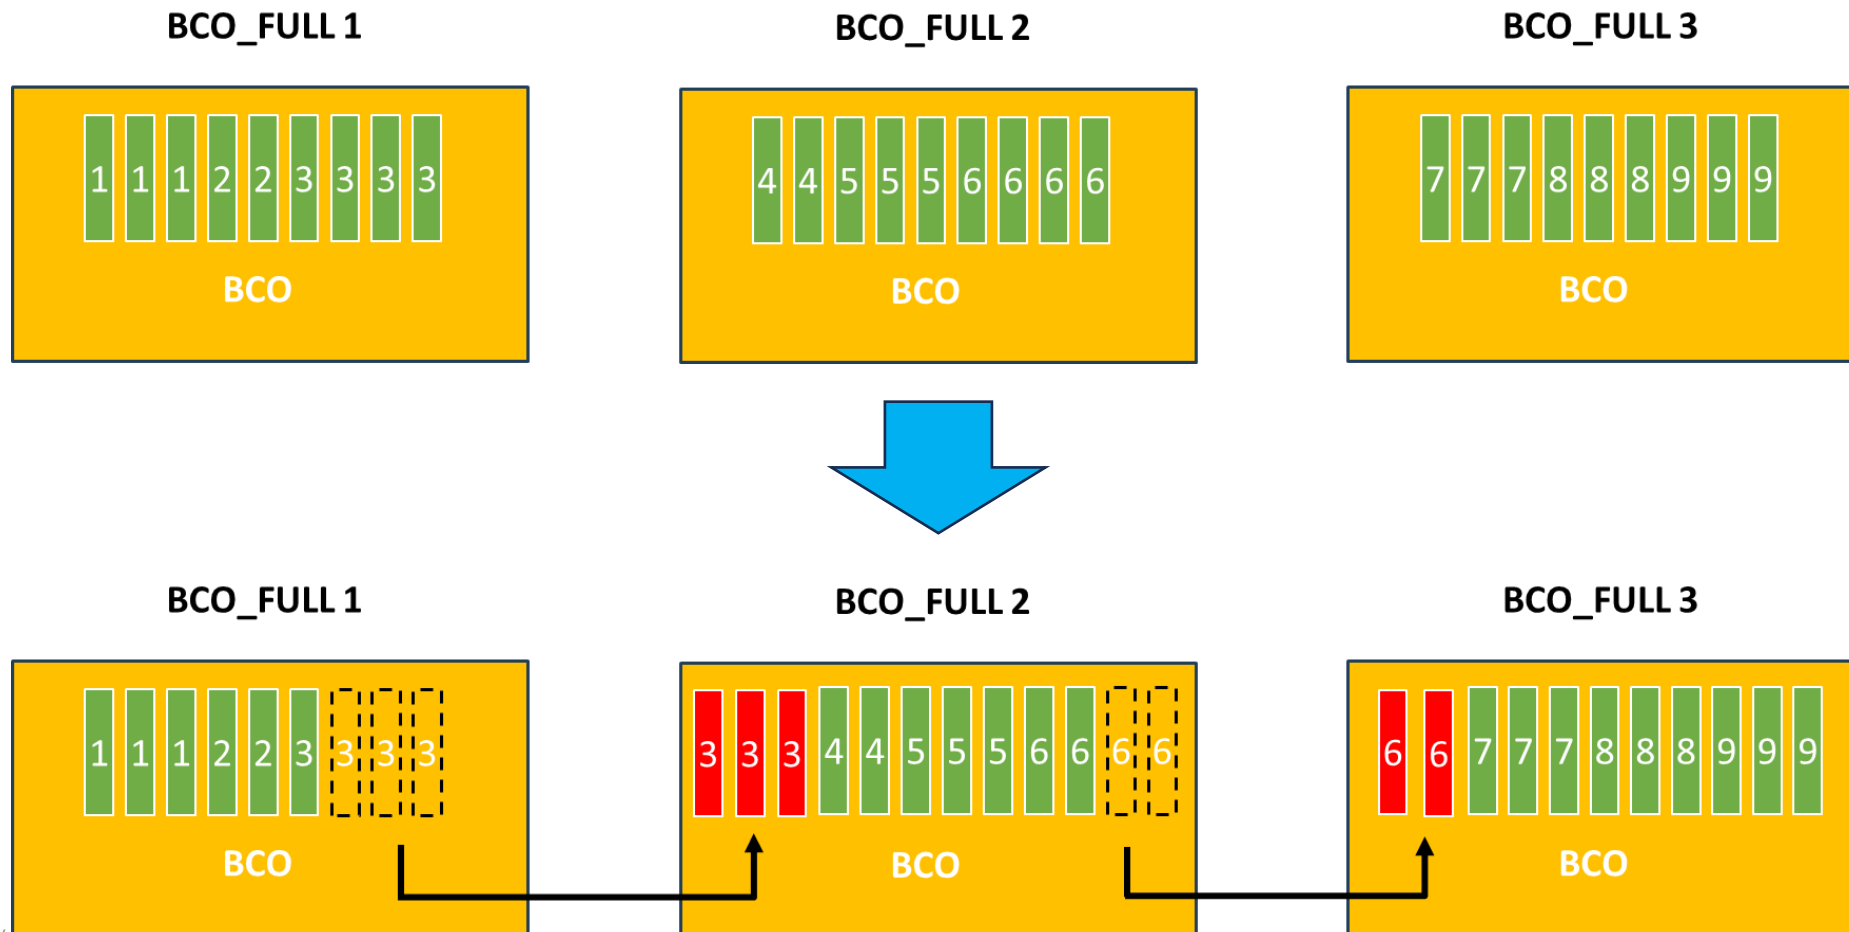 BCO_FULL 1
BCO_FULL 2
BCO_FULL 3
1 1 1 2 2 3 3 3 3
4 4 5 5 5 6 6 6 6
7 7 7 8 8 8 9 9 9
BCO
BCO
BCO
BCO_FULL 1
BCO_FULL 2
BCO_FULL 3
1 1 1 2 2 3 3 3 3
3 3 3 4 4 5 5 5 6 6 6 6
6 6 7 7 7 8 8 8 9 9 9
BCO
BCO
BCO